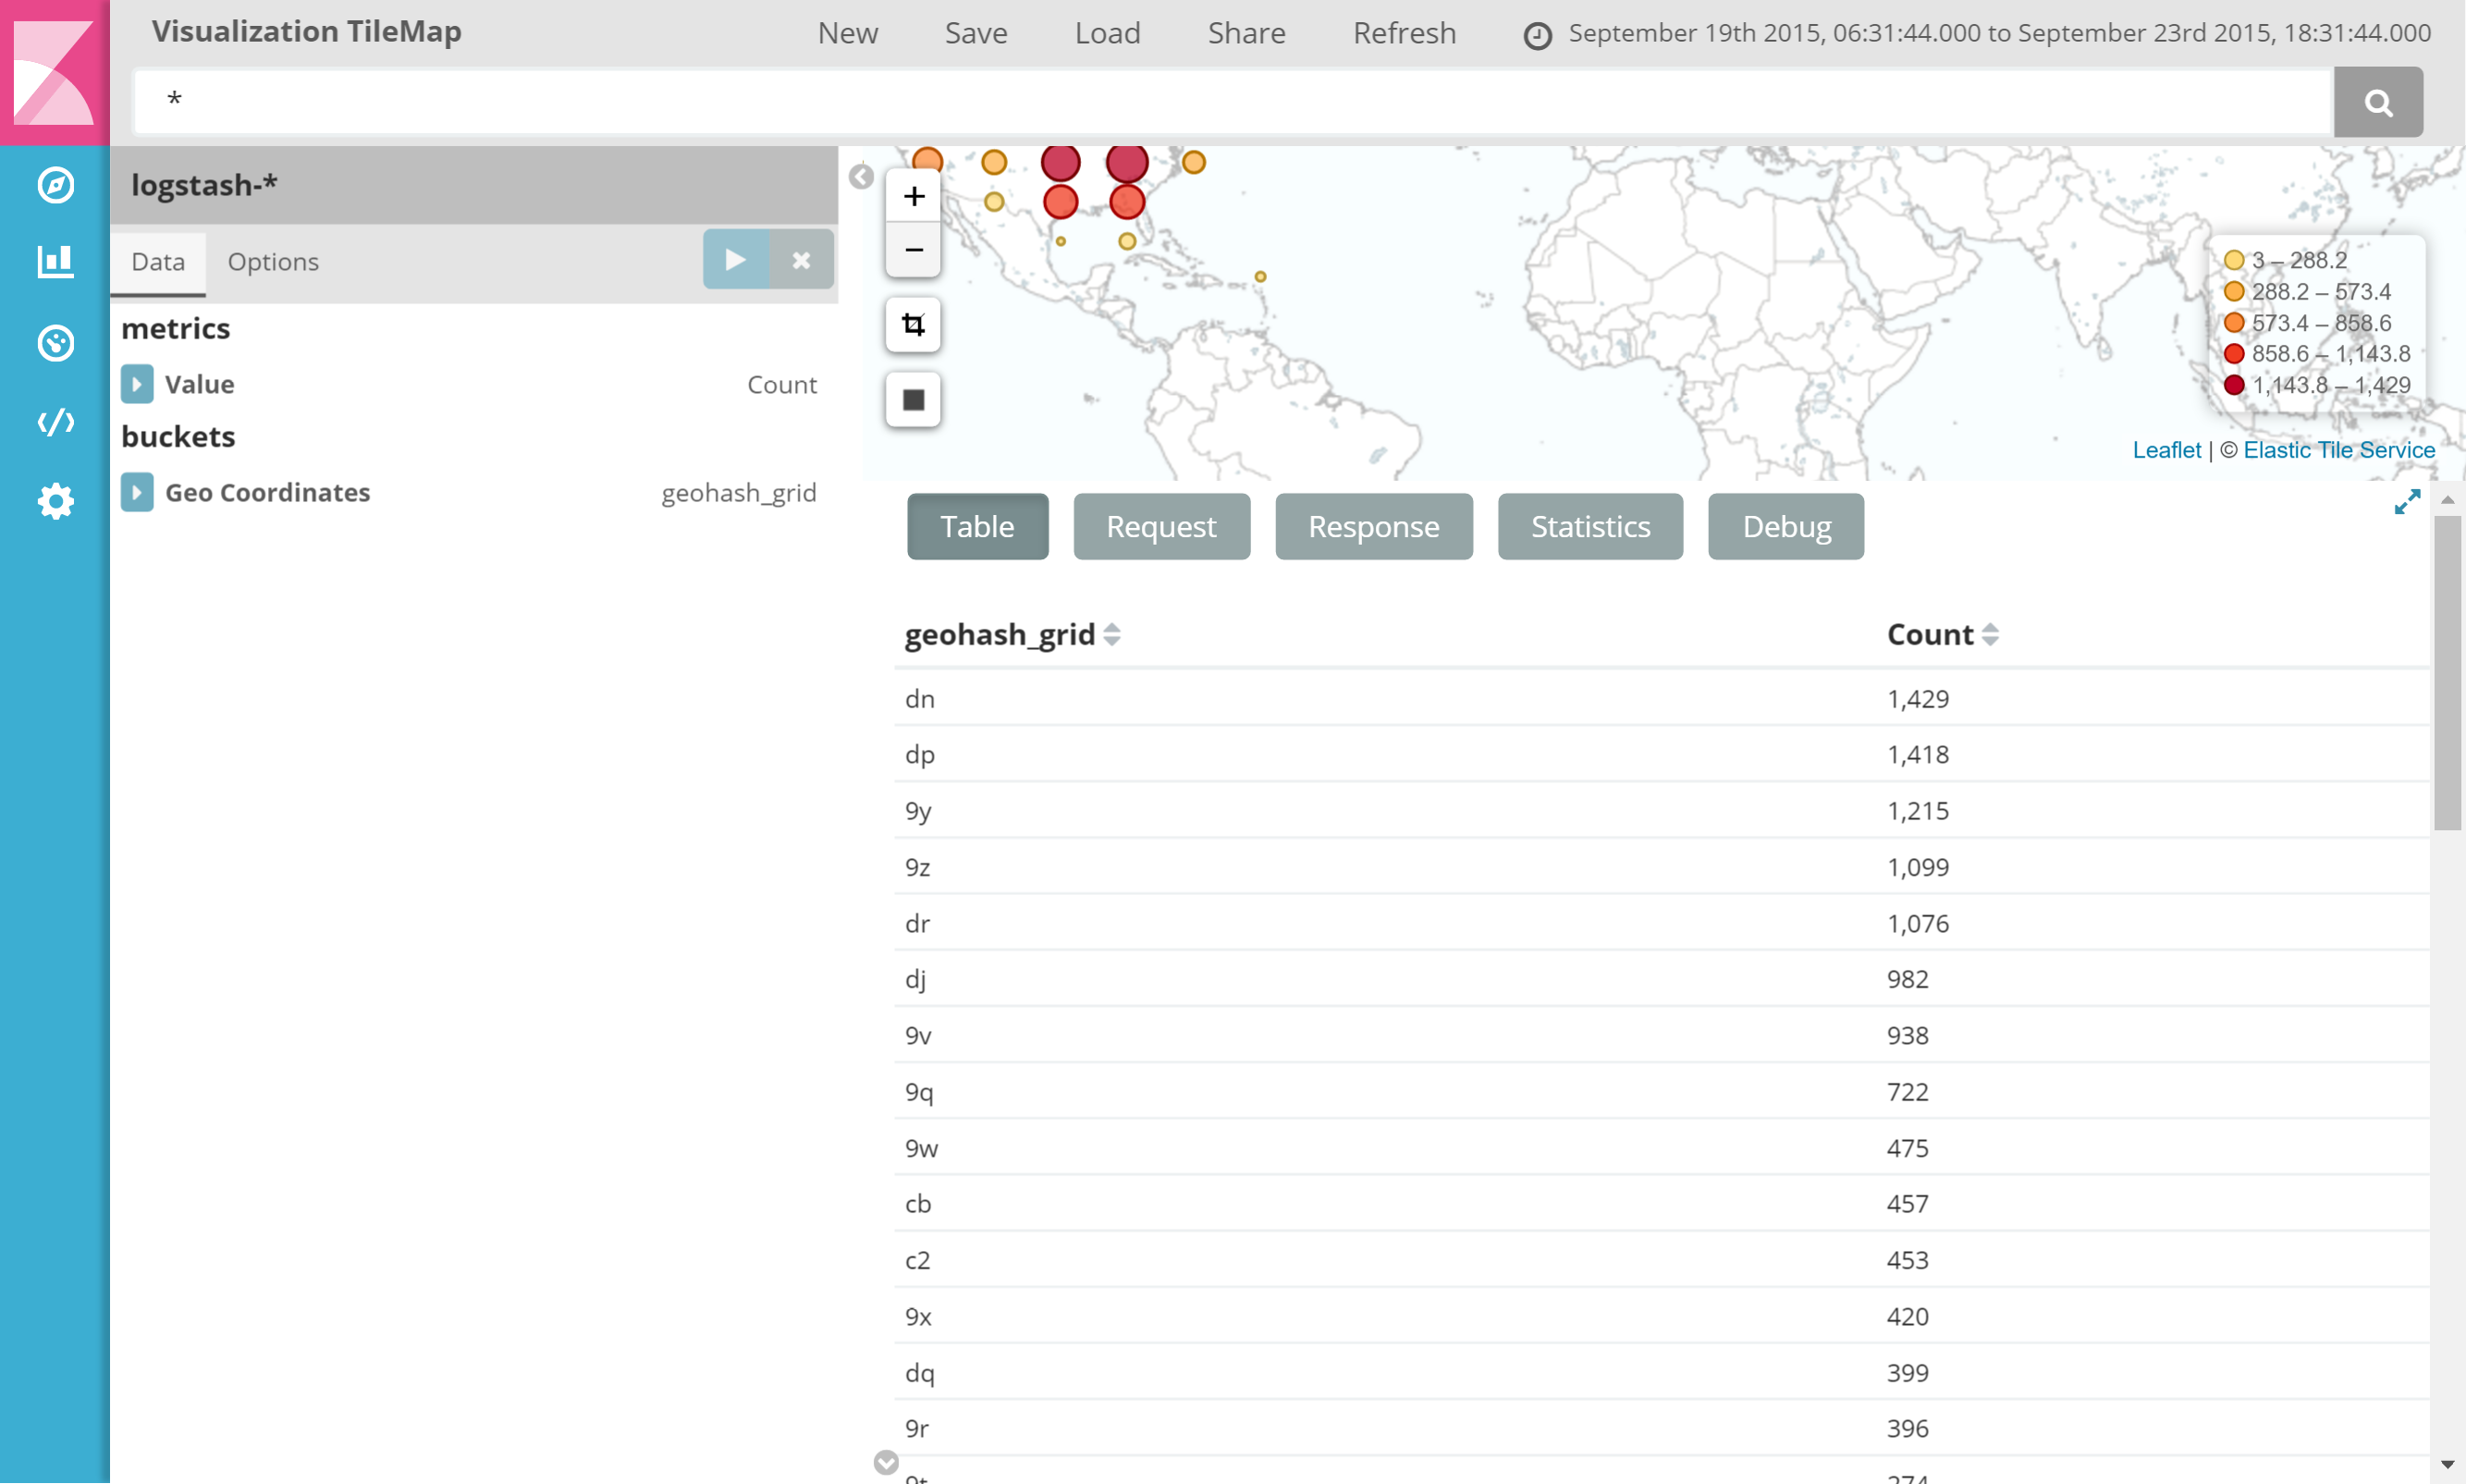 Visualization TileMap New Save Load Share Refresh September 19th 2015, 06:31:44.000 to September 23rd 2015, 18:31:44.000
*
logstash-*
Data Options
metrics
Value Count
buckets
Geo Coordinates geohash_grid
+
−
3 – 288.2
288.2 – 573.4
573.4 – 858.6
858.6 – 1,143.8
1,143.8 – 1,429
Leaflet | © Elastic Tile Service
Table Request Response Statistics Debug
geohash_grid Count
dn 1,429
dp 1,418
9y 1,215
9z 1,099
dr 1,076
dj 982
9v 938
9q 722
9w 475
cb 457
c2 453
9x 420
dq 399
9r 396